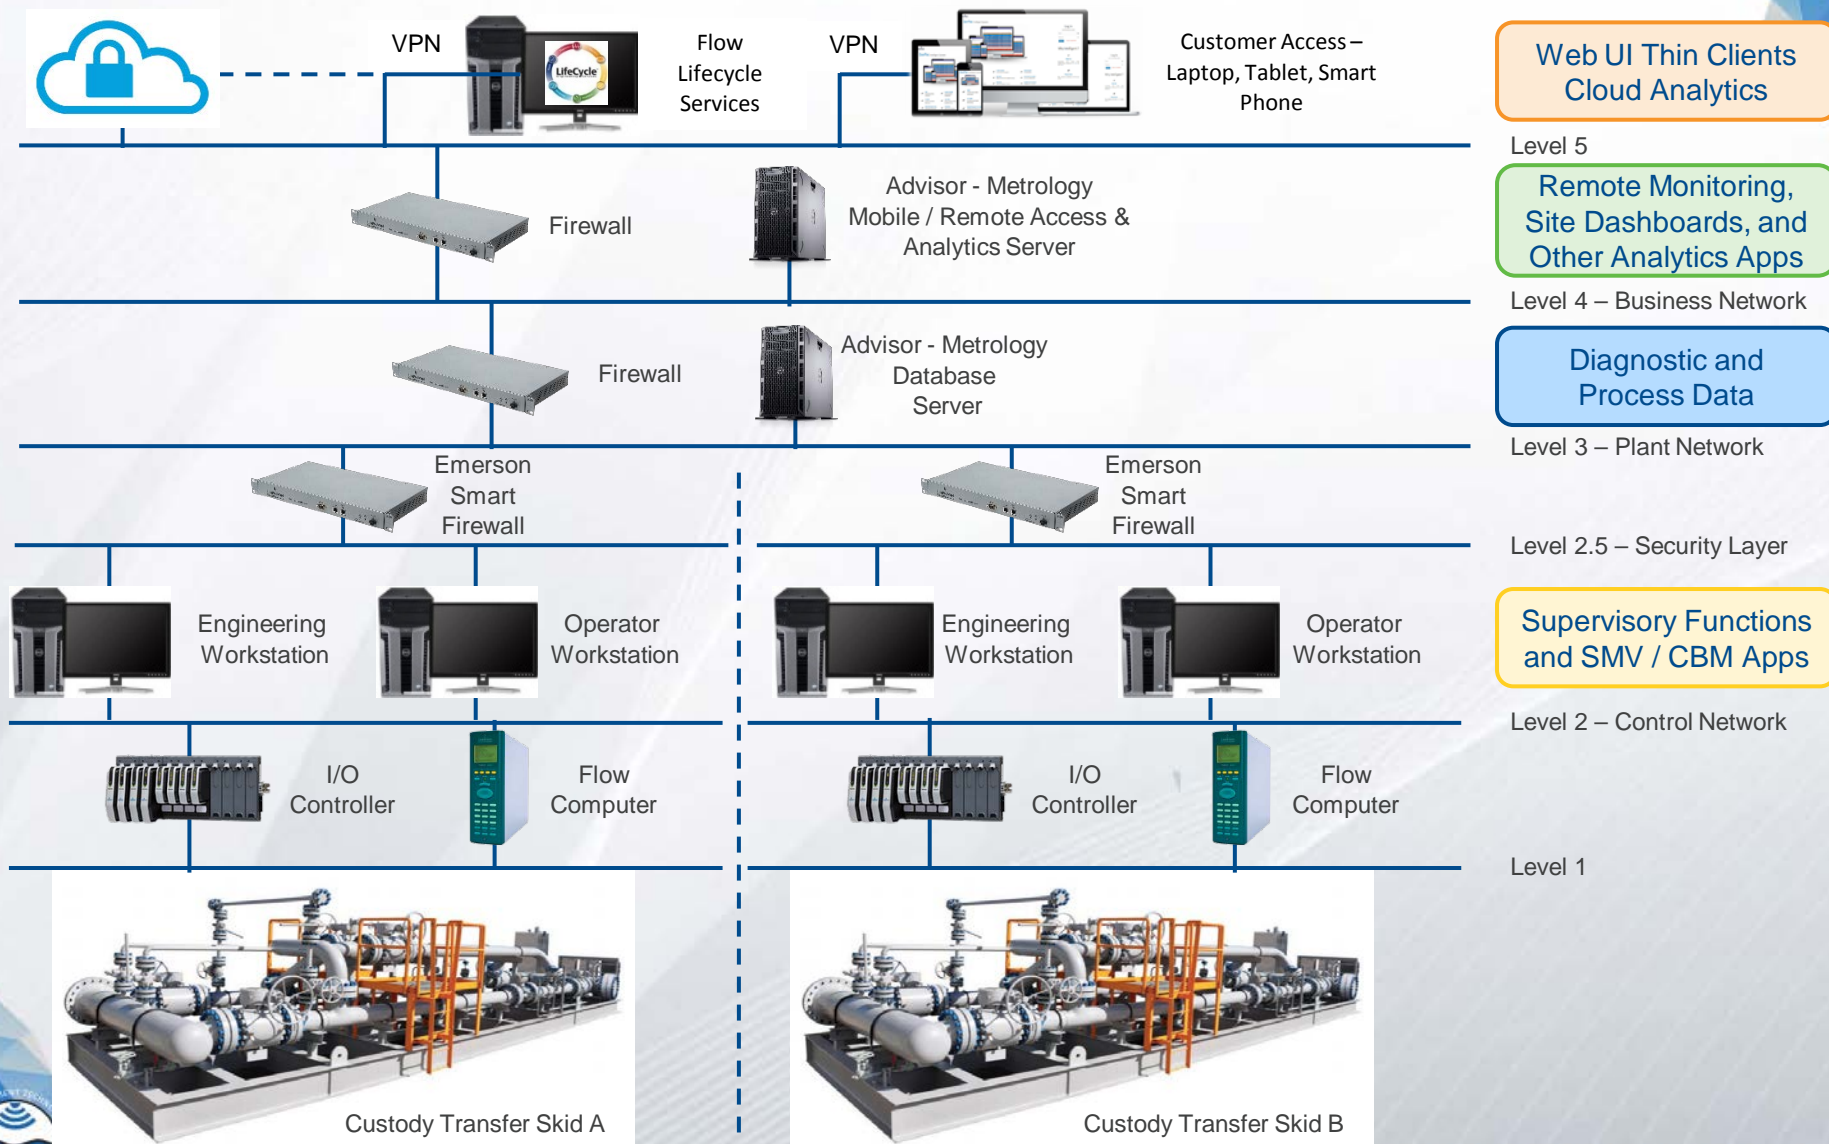 VPN
LifeCycle
Flow
Lifecycle
Services
VPN
Customer Access –
Laptop, Tablet, Smart
Phone
Web UI Thin Clients
Cloud Analytics
Level 5
Firewall
Advisor - Metrology
Mobile / Remote Access &
Analytics Server
Remote Monitoring,
Site Dashboards, and
Other Analytics Apps
Level 4 – Business Network
Firewall
Advisor - Metrology
Database
Server
Diagnostic and
Process Data
Level 3 – Plant Network
Emerson
Smart
Firewall
Emerson
Smart
Firewall
Level 2.5 – Security Layer
Engineering
Workstation
Operator
Workstation
Engineering
Workstation
Operator
Workstation
Supervisory Functions
and SMV / CBM Apps
Level 2 – Control Network
I/O
Controller
Flow
Computer
I/O
Controller
Flow
Computer
Level 1
Custody Transfer Skid A
Custody Transfer Skid B